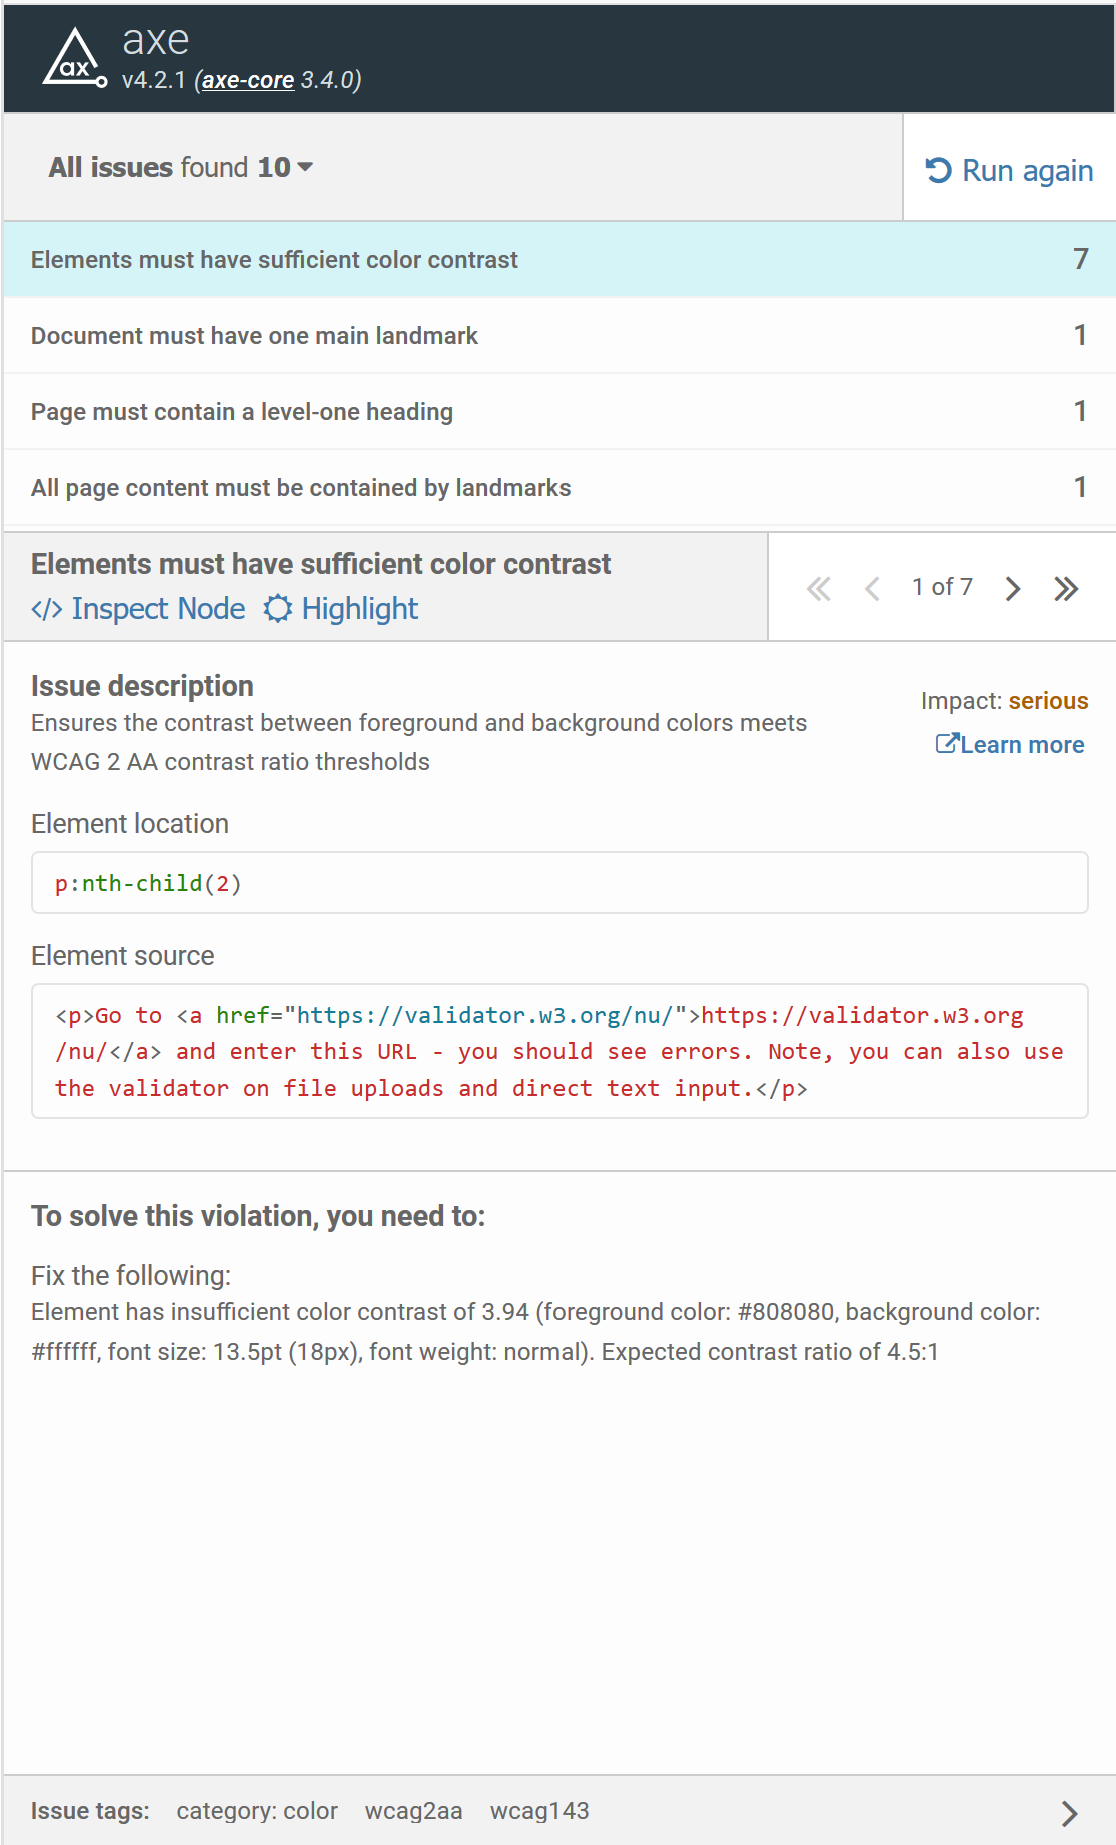 ax
axe
v4.2.1 (axe-core 3.4.0)
All issues found 10
Run again
Elements must have sufficient color contrast 7
Document must have one main landmark 1
Page must contain a level-one heading 1
All page content must be contained by landmarks 1
Elements must have sufficient color contrast
</> Inspect Node Highlight
1 of 7
Issue description
Ensures the contrast between foreground and background colors meets
WCAG 2 AA contrast ratio thresholds
Impact: serious
Learn more
Element location
p:nth-child(2)
Element source
<p>Go to <a href="https://validator.w3.org/nu/">https://validator.w3.org
/nu/</a> and enter this URL - you should see errors. Note, you can also use
the validator on file uploads and direct text input.</p>
To solve this violation, you need to:
Fix the following:
Element has insufficient color contrast of 3.94 (foreground color: #808080, background color:
#ffffff, font size: 13.5pt (18px), font weight: normal). Expected contrast ratio of 4.5:1
Issue tags: category: color wcag2aa wcag143